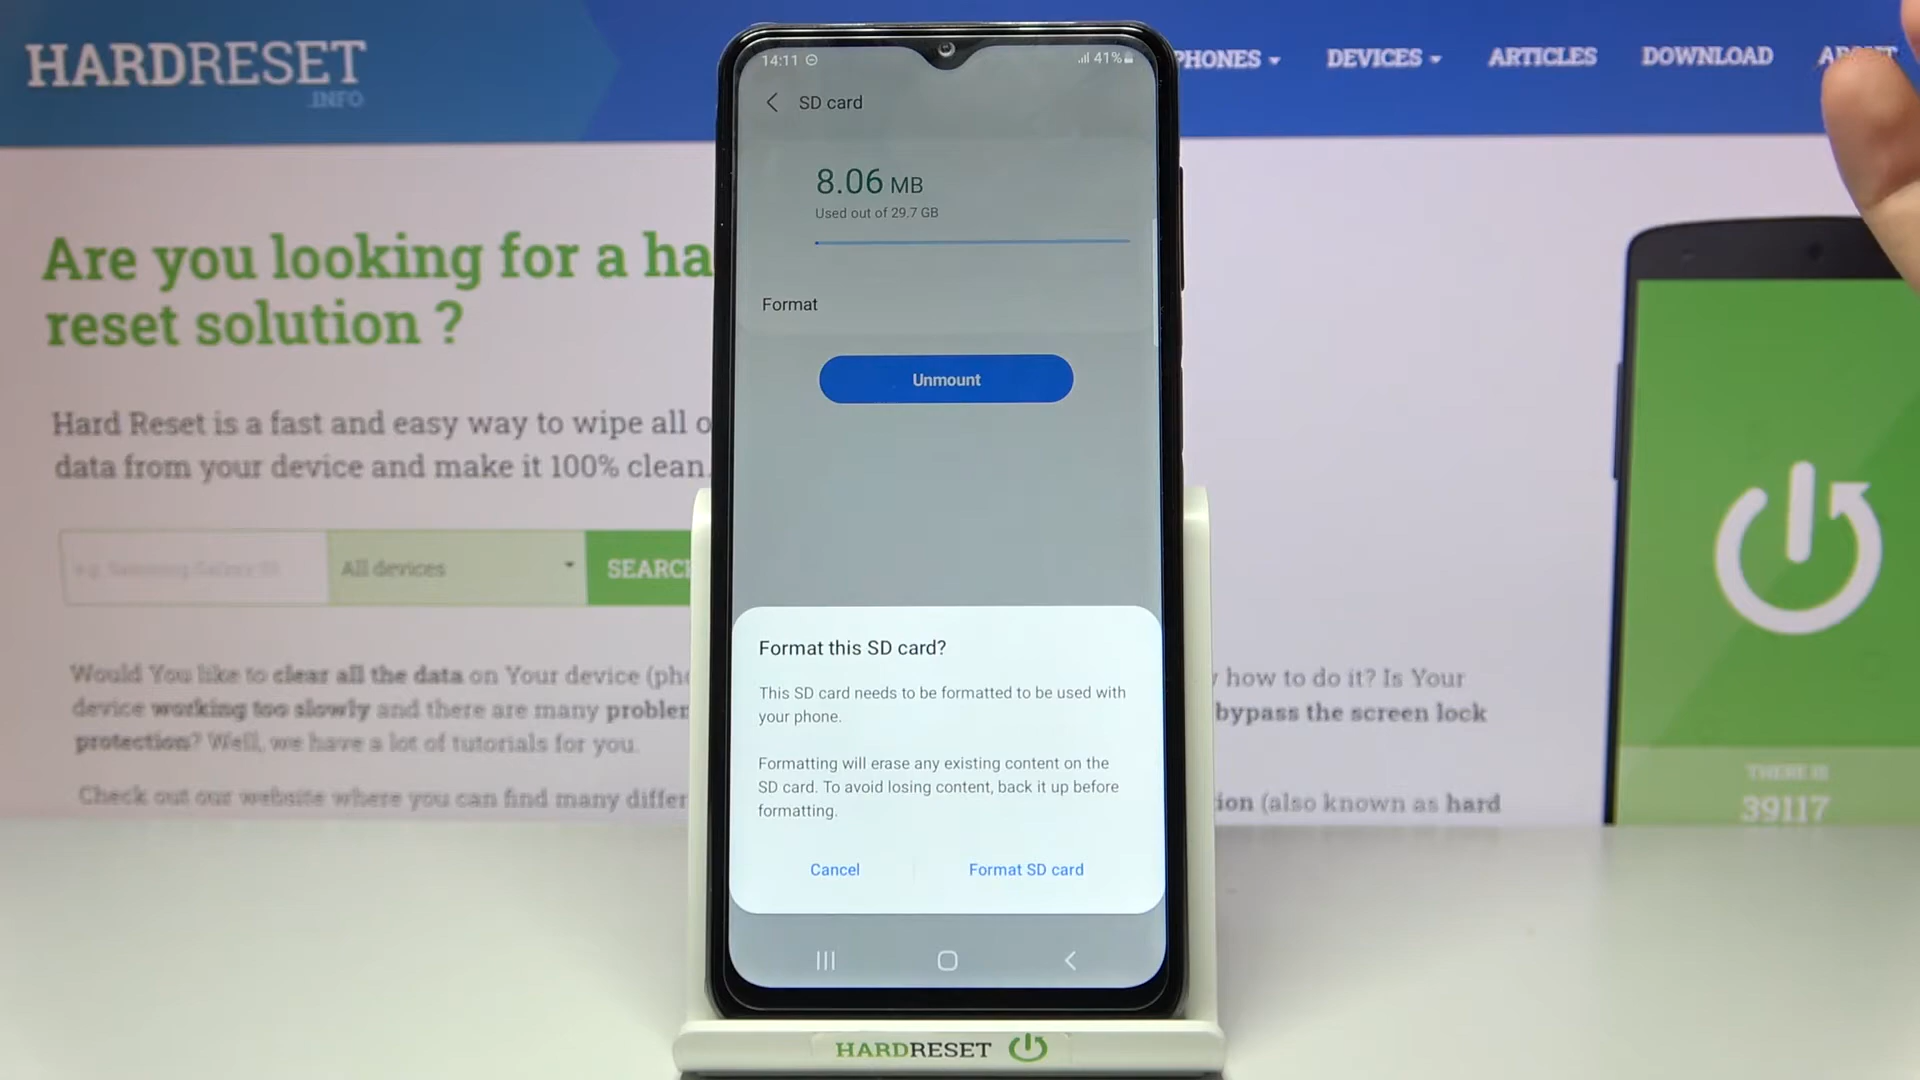 HARDRESET
.INFO
PHONES
DEVICES
ARTICLES
DOWNLOAD
14:11
41%
SD card
8.06 MB
Used out of 29.7 GB
Format
Unmount
Format this SD card?
This SD card needs to be formatted to be used with
your phone.
Formatting will erase any existing content on the
SD card. To avoid losing content, back it up before
formatting.
Cancel
Format SD card
Are you looking for a ha
reset solution ?
Hard Reset is a fast and easy way to wipe all o
data from your device and make it 100% clean.
All devices
SEARC
Would You like to clear all the data on Your device (pho
how to do it? Is Your
device working too slowly and there are many problem
bypass the screen lock
protection? Well, we have a lot of tutorials for you.
Check out our website where you can find many differ
ion (also known as hard
THERE IS
39117
HARDRESET